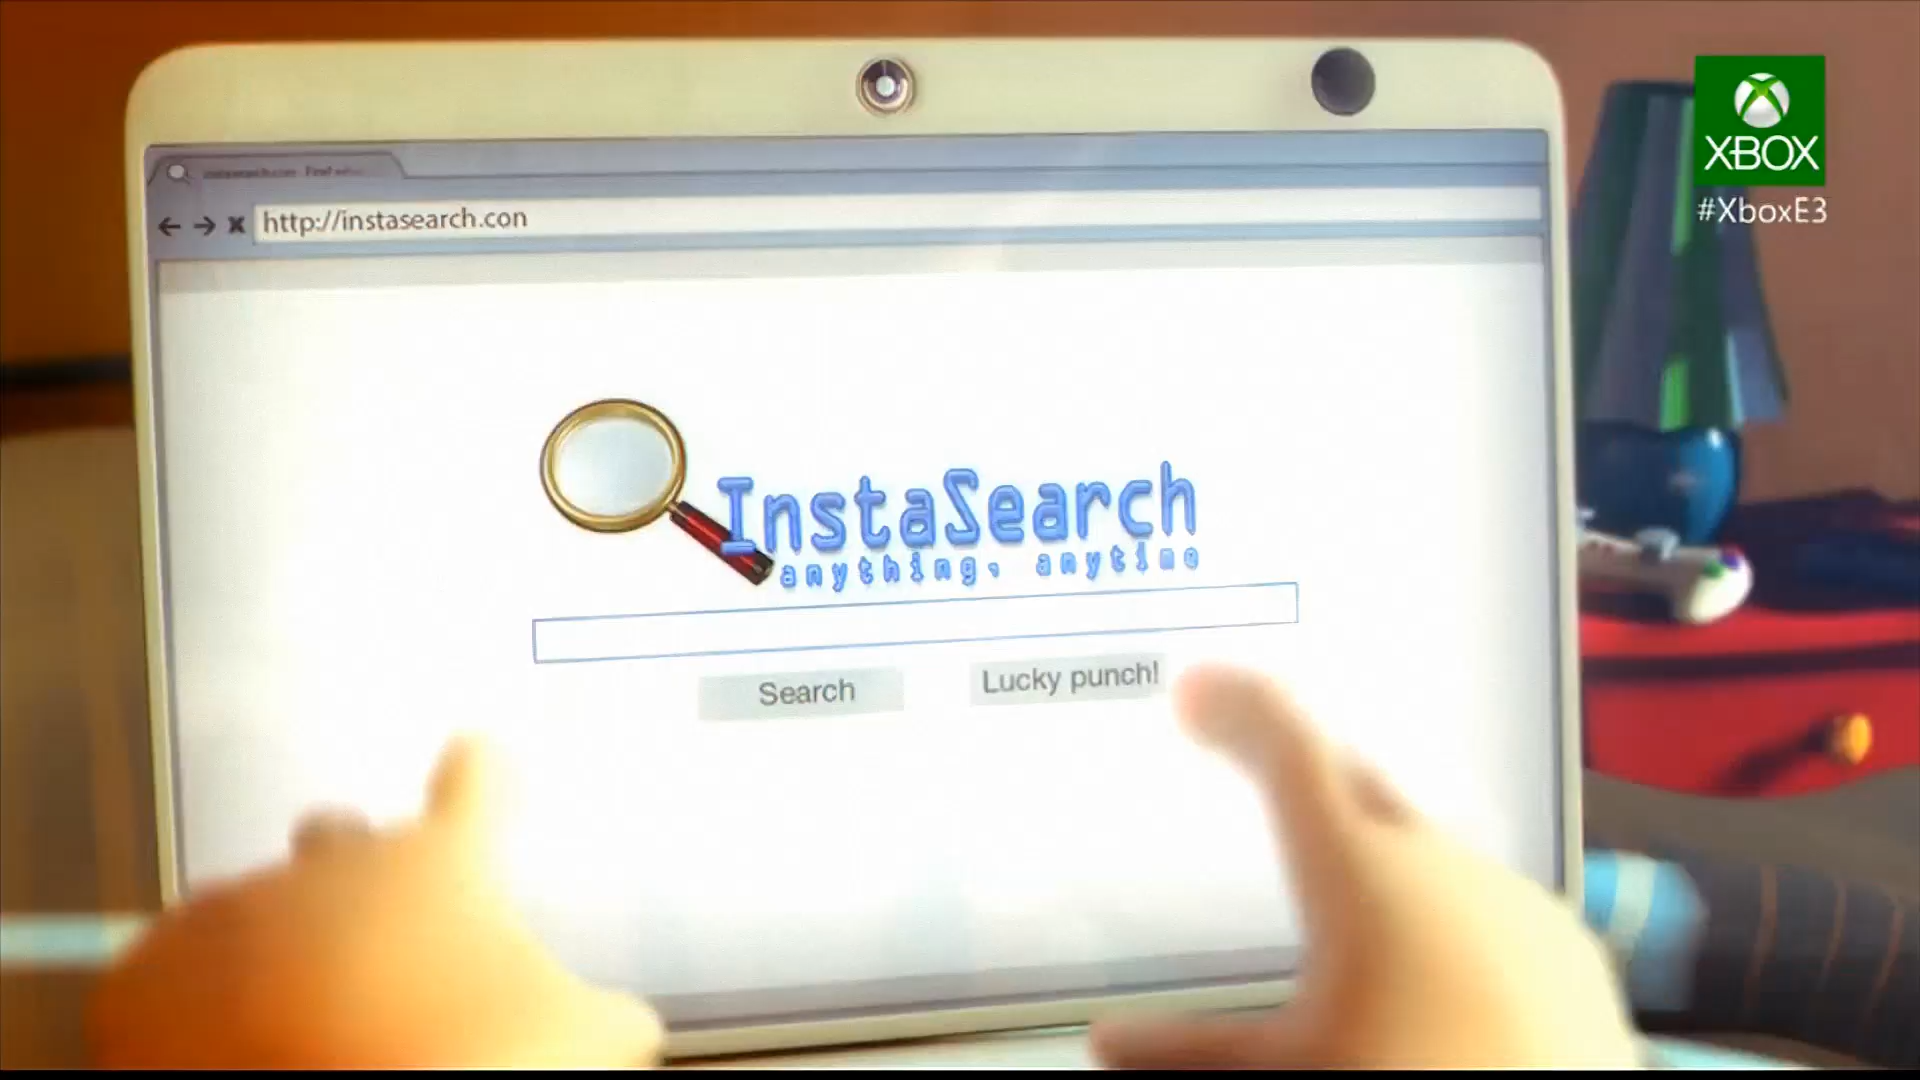 XBOX
#XboxE3
http://instasearch.con
InstaSearch
anything, anytime
Search
Lucky punch!